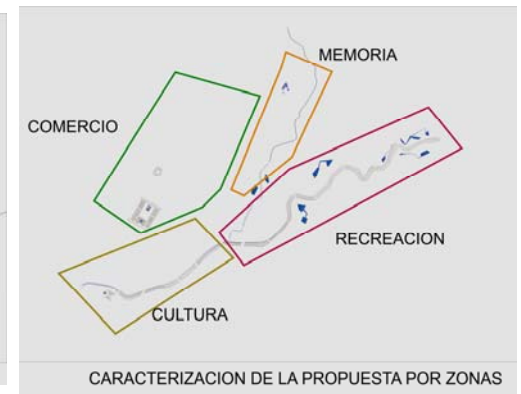 MEMORIA
COMERCIO
RECREACION
CULTURA
CARACTERIZACION DE LA PROPUESTA POR ZONAS